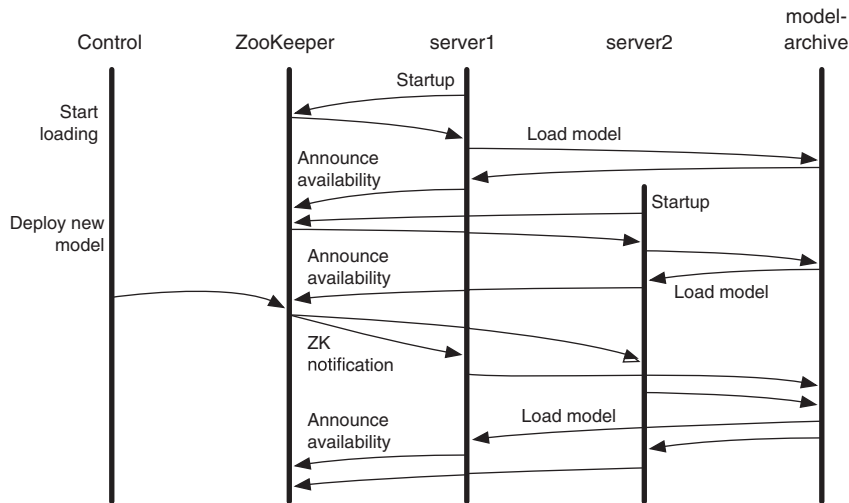 Control
ZooKeeper
server1
server2
model-
archive
Startup
Start
loading
Load model
Announce
availability
Startup
Deploy new
model
Announce
availability
Load model
ZK
notification
Announce
availability
Load model